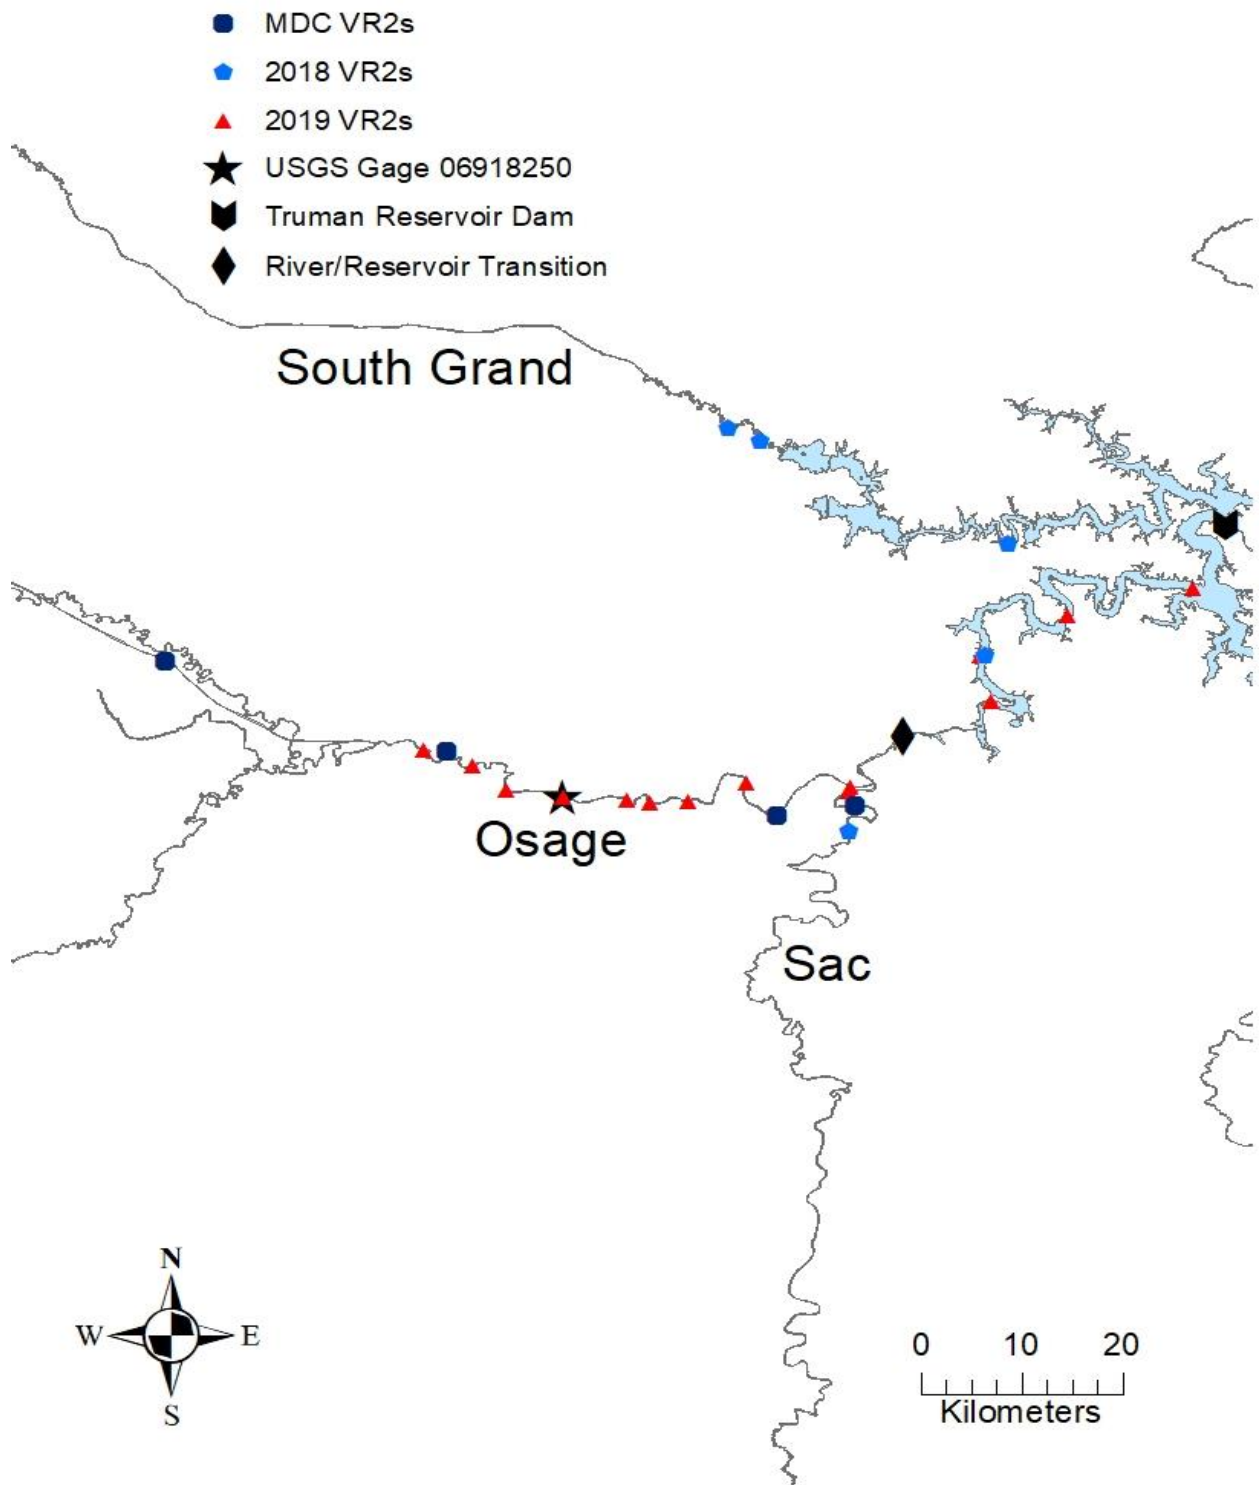 MDC VR2s
2018 VR2s
2019 VR2s
USGS Gage 06918250
Truman Reservoir Dam
River/Reservoir Transition
South Grand
Osage
Sac
N
W E
S
0 10 20
Kilometers